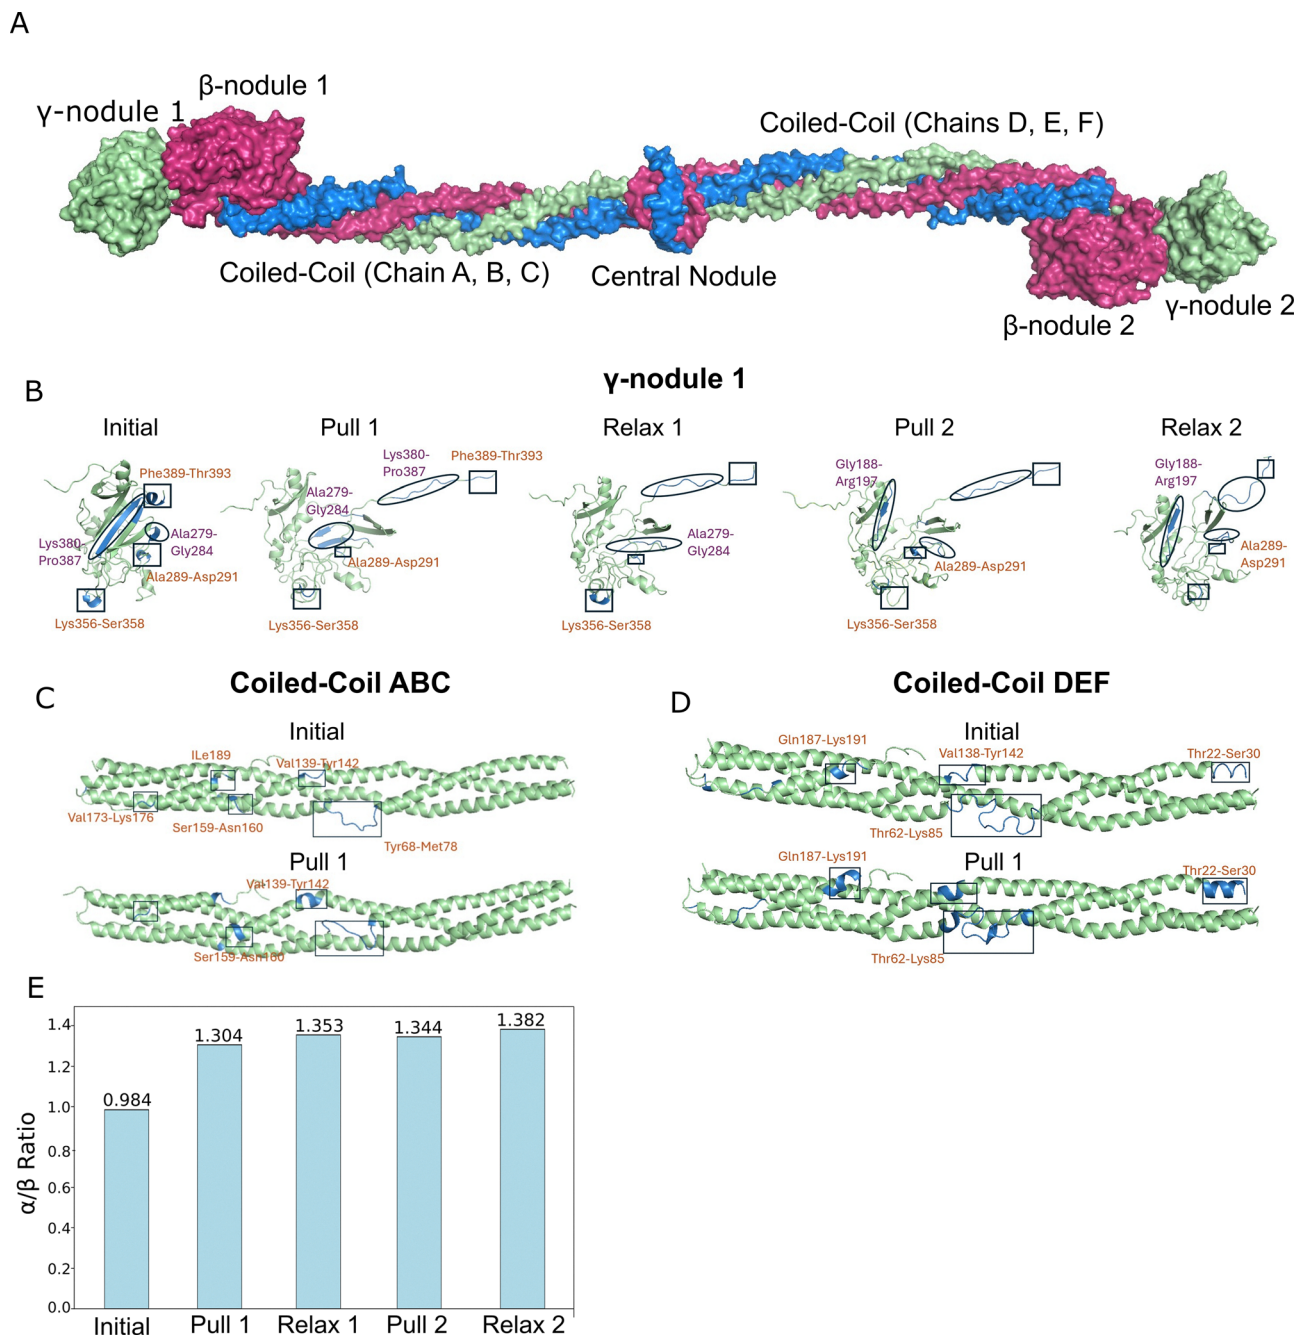 A
β-nodule 1
γ-nodule 1
Coiled-Coil (Chains D, E, F)
Coiled-Coil (Chain A, B, C)
Central Nodule
β-nodule 2
γ-nodule 2
B
γ-nodule 1
Initial
Pull 1
Relax 1
Pull 2
Relax 2
Phe389-Thr393
Lys380-
Pro387
Ala279-
Gly284
Ala289-Asp291
Lys356-Ser358
Lys380-
Pro387
Phe389-Thr393
Ala279-
Gly284
Ala289-Asp291
Lys356-Ser358
Ala279-
Gly284
Lys356-Ser358
Gly188-
Arg197
Ala289-Asp291
Lys356-Ser358
Gly188-
Arg197
Ala289-
Asp291
C
Coiled-Coil ABC
Initial
ILe189
Val139-Tyr142
Val173-Lys176
Ser159-Asn160
Tyr68-Met78
Pull 1
Val139-Tyr142
Ser159-Asn160
D
Coiled-Coil DEF
Initial
Gln187-Lys191
Val138-Tyr142
Thr22-Ser30
Thr62-Lys85
Pull 1
Gln187-Lys191
Thr22-Ser30
Thr62-Lys85
E
α/β Ratio
1.4
1.2
1.0
0.8
0.6
0.4
0.2
0.0
0.984
1.304
1.353
1.344
1.382
Initial
Pull 1
Relax 1
Pull 2
Relax 2